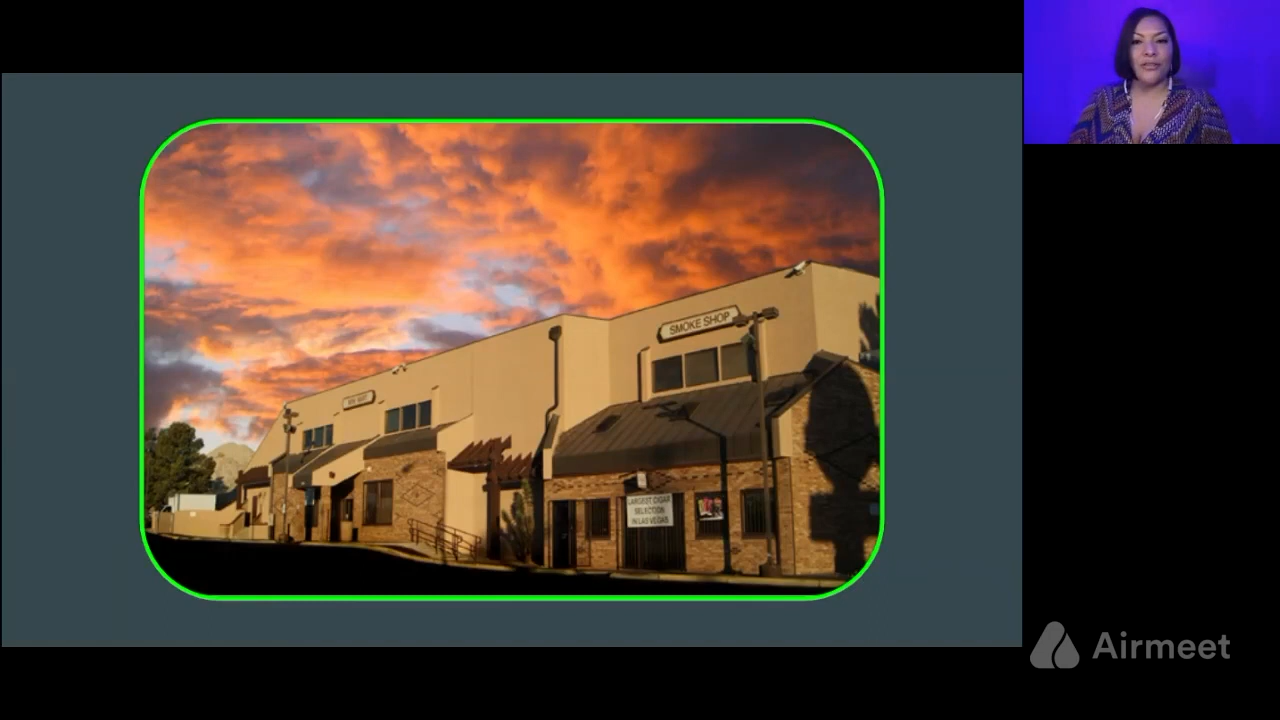 SMOKE SHOP
LARGEST CIGAR
SELECTION
IN LAS VEGAS
Airmeet